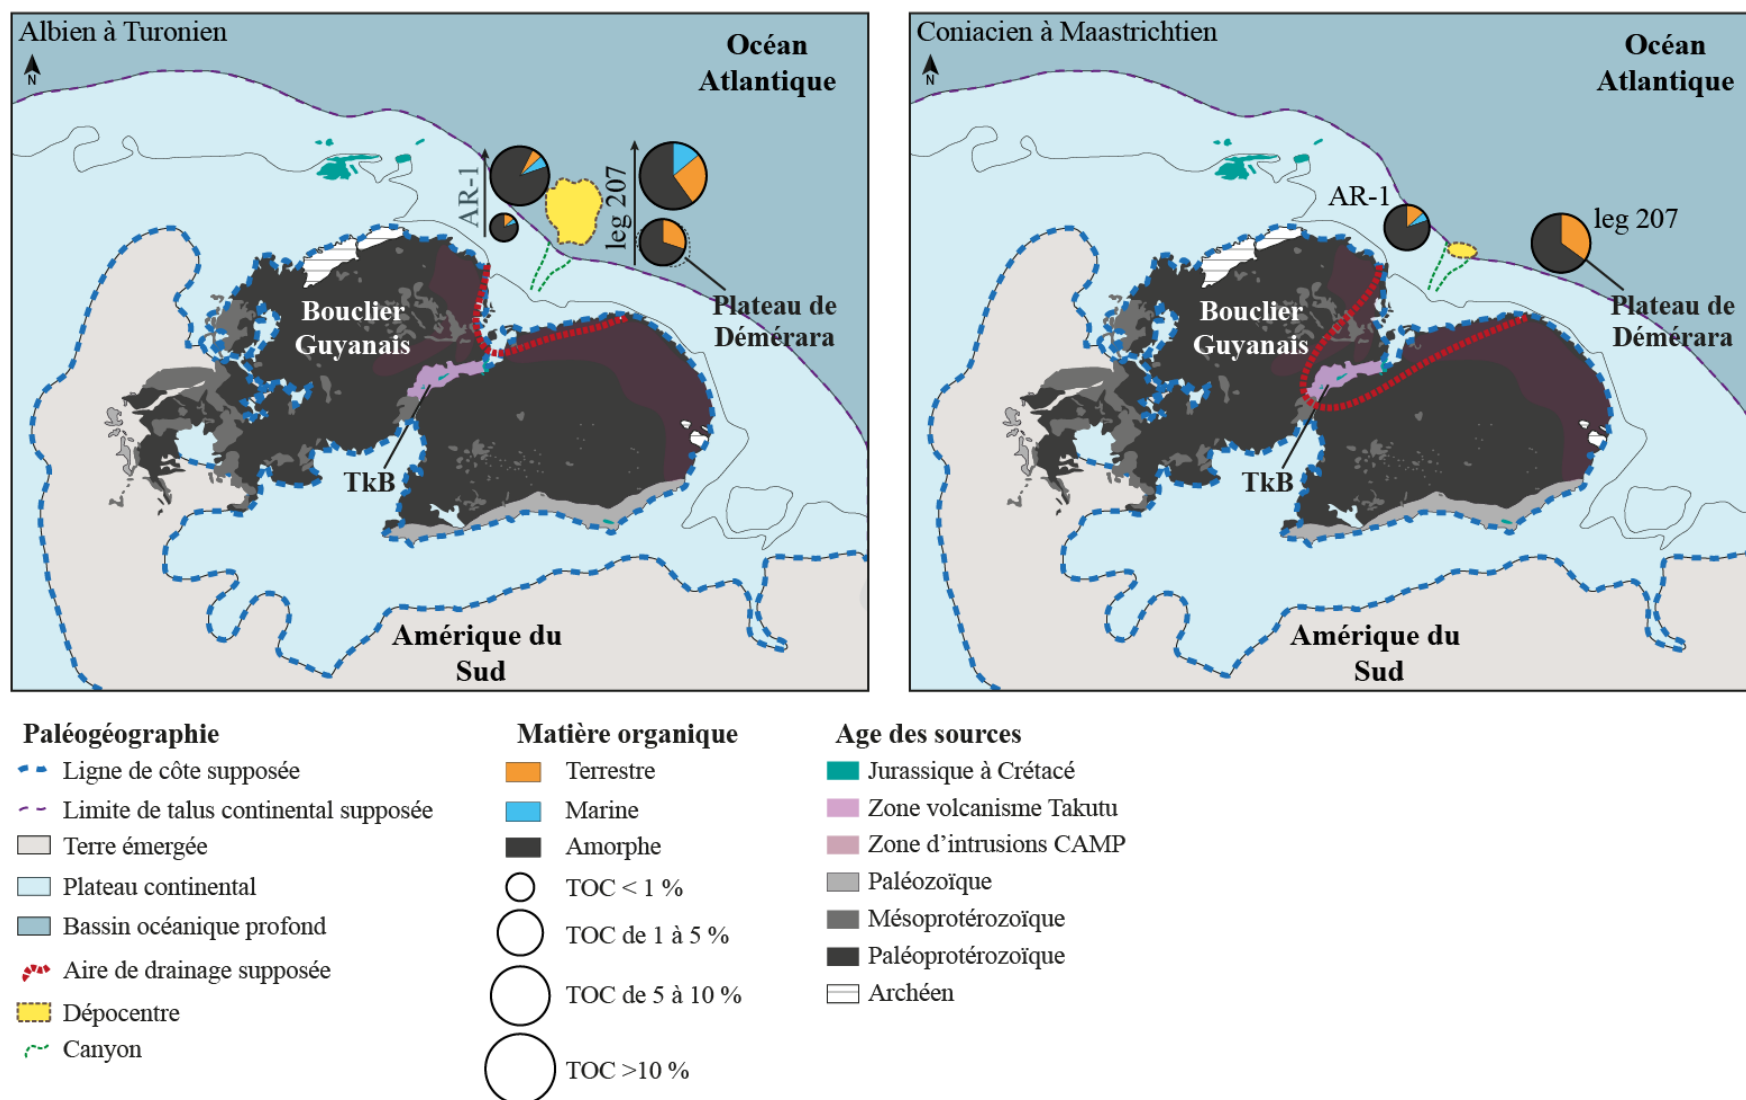 Albien à Turonien
N
Océan
Atlantique
AR-1
leg 207
Plateau de
Démérara
Bouclier
Guyanais
TkB
Amérique du
Sud
Coniacien à Maastrichtien
N
Océan
Atlantique
AR-1
leg 207
Plateau de
Démérara
Bouclier
Guyanais
TkB
Amérique du
Sud
Paléogéographie
Ligne de côte supposée
Limite de talus continental supposée
Terre émergée
Plateau continental
Bassin océanique profond
Aire de drainage supposée
Dépocentre
Canyon
Matière organique
Terrestre
Marine
Amorphe
TOC < 1 %
TOC de 1 à 5 %
TOC de 5 à 10 %
TOC >10 %
Age des sources
Jurassique à Crétacé
Zone volcanisme Takutu
Zone d'intrusions CAMP
Paléozoïque
Mésoprotérozoïque
Paléoprotérozoïque
Archéen